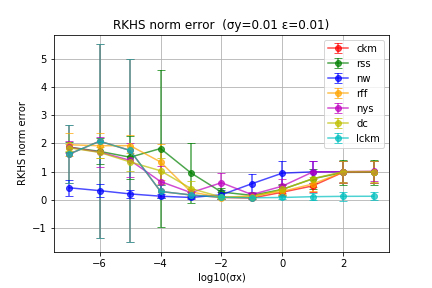 RKHS norm error (σy=0.01 ε=0.01)
RKHS norm error
5
4
3
2
1
0
−1
−6
−4
−2
0
2
log10(σx)
ckm
rss
nw
rff
nys
dc
lckm